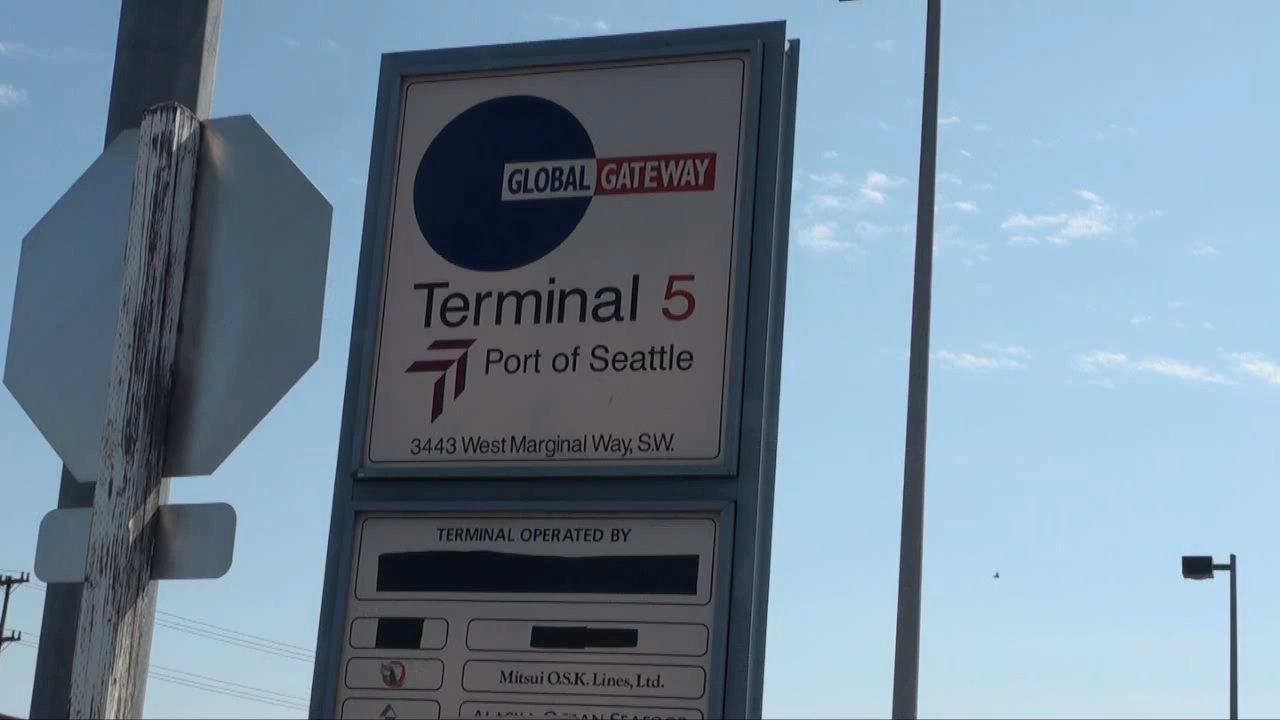 GLOBAL GATEWAY
Terminal 5
Port of Seattle
3443 West Marginal Way, S.W.
TERMINAL OPERATED BY
Mitsui O.S.K. Lines, Ltd.